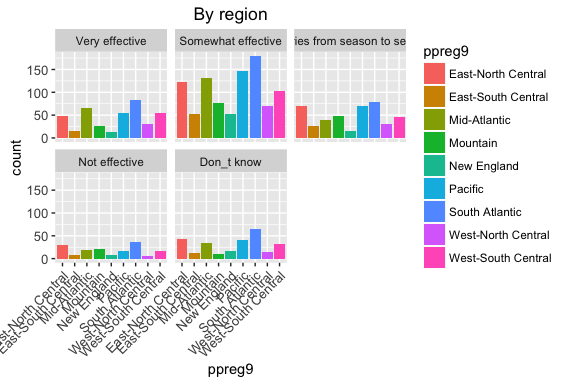 By region
Very effective
Somewhat effective
ies from season to se
150
100
50
0
Not effective
Don_t know
150
100
50
0
count
East-North Central
East-South Central
Mid-Atlantic
Mountain
New England
Pacific
South Atlantic
West-North Central
West-South Central
East-North Central
East-South Central
Mid-Atlantic
Mountain
New England
Pacific
South Atlantic
West-North Central
West-South Central
ppreg9
ppreg9
East-North Central
East-South Central
Mid-Atlantic
Mountain
New England
Pacific
South Atlantic
West-North Central
West-South Central